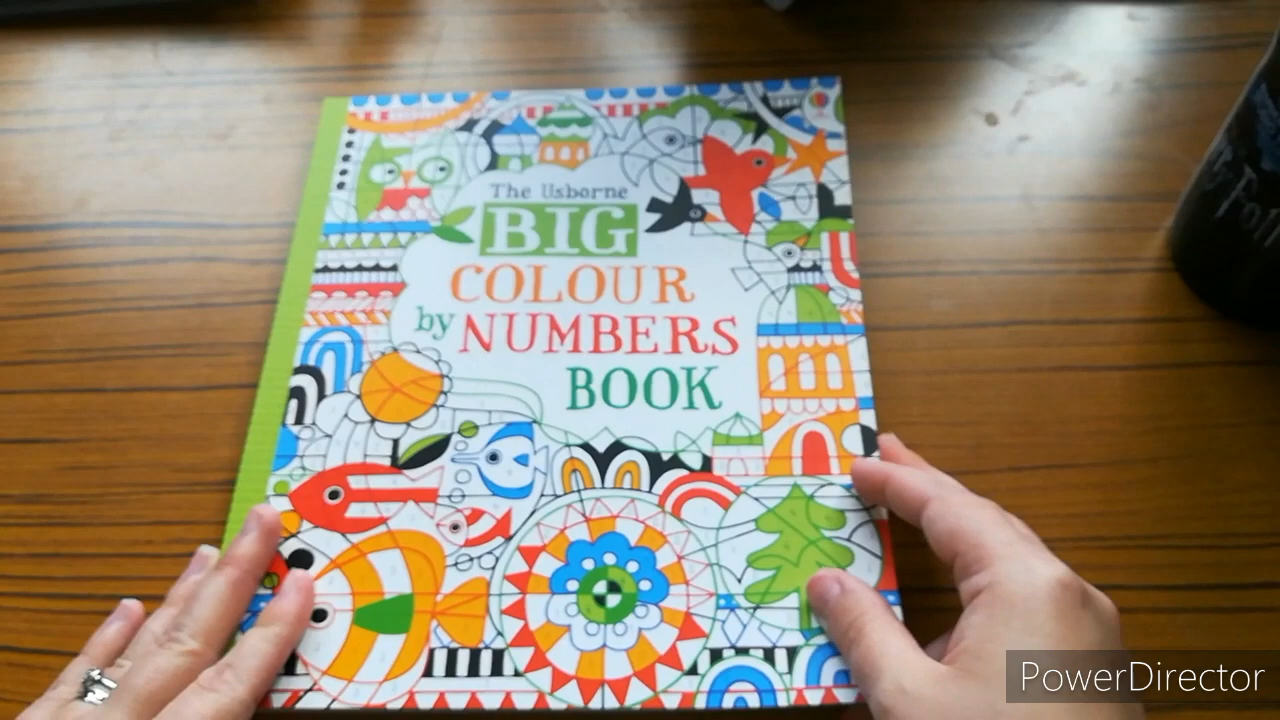 The Usborne
BIG
COLOUR
by NUMBERS
BOOK
PowerDirector